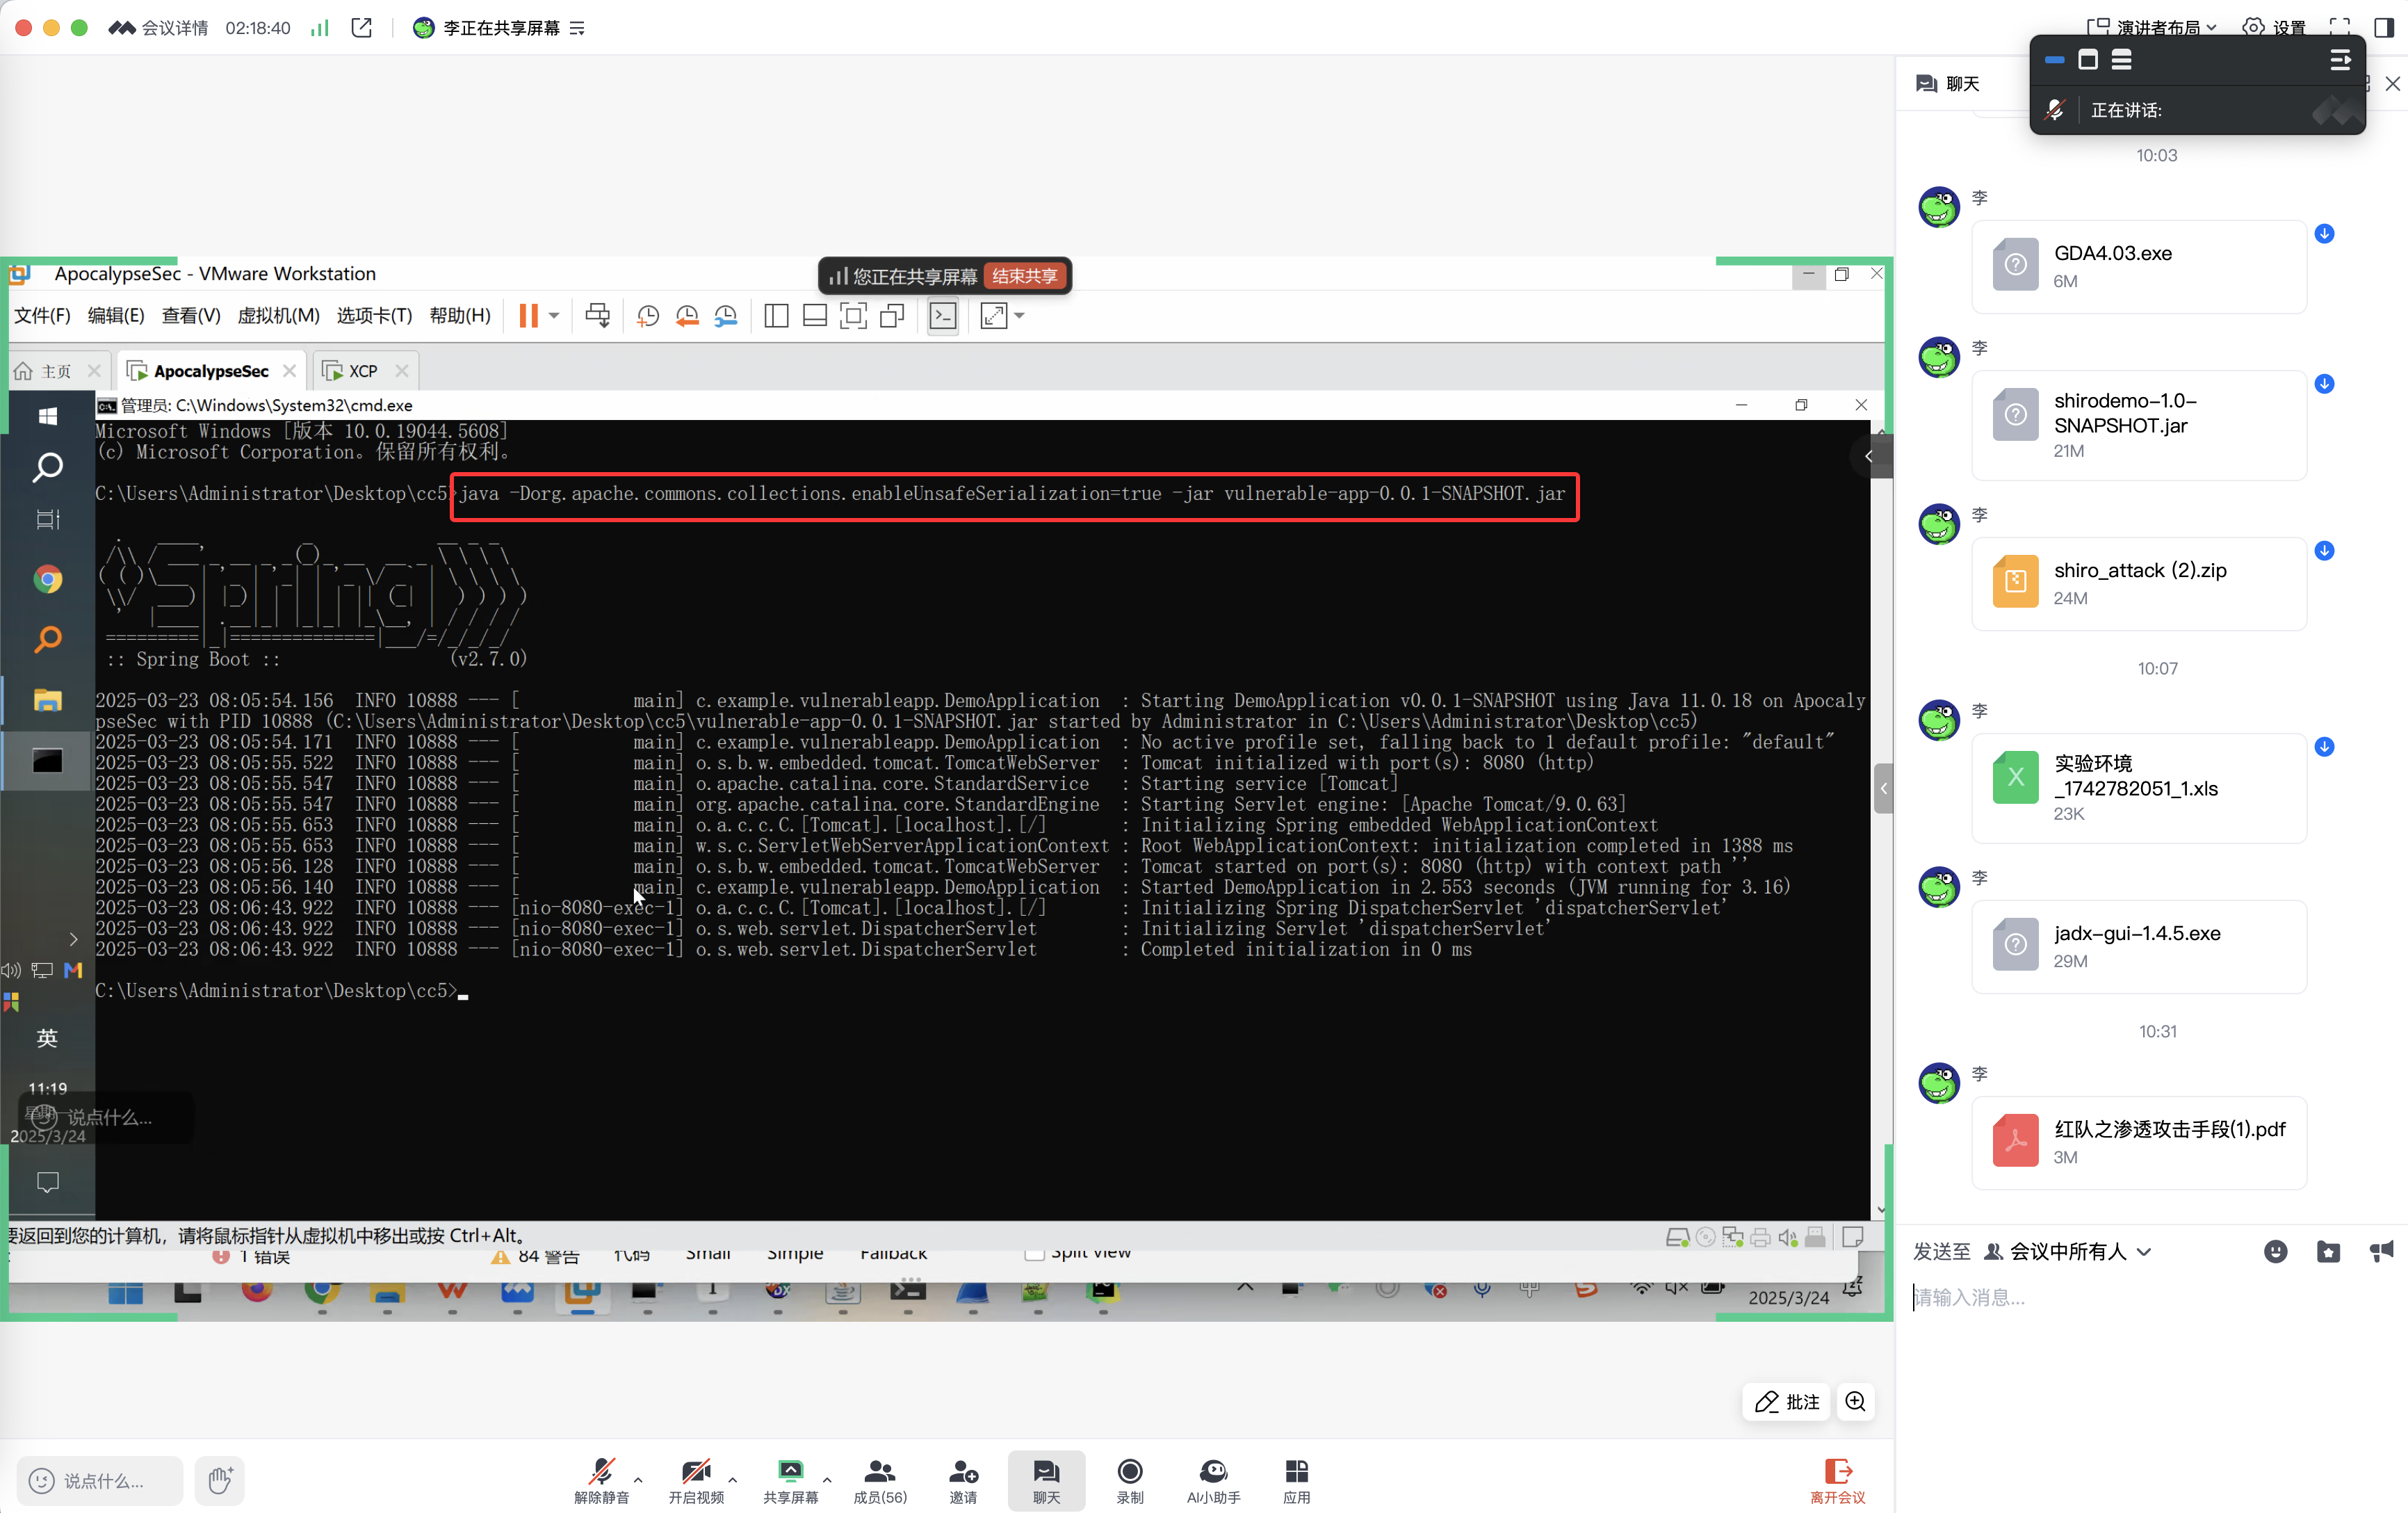 会议详情 02:18:40 李正在共享屏幕
演讲者布局 设置
聊天
正在讲话:
10:03
李
GDA4.03.exe
6M
李
shirodemo-1.0-
SNAPSHOT.jar
21M
李
shiro_attack (2).zip
24M
10:07
李
实验环境
_1742782051_1.xls
23K
李
jadx-gui-1.4.5.exe
29M
10:31
李
红队之渗透攻击手段(1).pdf
3M
发送至 会议中所有人
请输入消息...
ApocalypseSec - VMware Workstation
您正在共享屏幕 结束共享
文件(F) 编辑(E) 查看(V) 虚拟机(M) 选项卡(T) 帮助(H)
主页 ApocalypseSec XCP
管理员: C:\Windows\System32\cmd.exe
Microsoft Windows [版本 10.0.19044.5608]
(c) Microsoft Corporation。保留所有权利。
C:\Users\Administrator\Desktop\cc5>java -Dorg.apache.commons.collections.enableUnsafeSerialization=true -jar vulnerable-app-0.0.1-SNAPSHOT.jar
:: Spring Boot :: (v2.7.0)
2025-03-23 08:05:54.156 INFO 10888 --- [ main] c.example.vulnerableapp.DemoApplication : Starting DemoApplication v0.0.1-SNAPSHOT using Java 11.0.18 on Apocaly
pseSec with PID 10888 (C:\Users\Administrator\Desktop\cc5\vulnerable-app-0.0.1-SNAPSHOT.jar started by Administrator in C:\Users\Administrator\Desktop\cc5)
2025-03-23 08:05:54.171 INFO 10888 --- [ main] c.example.vulnerableapp.DemoApplication : No active profile set, falling back to 1 default profile: "default"
2025-03-23 08:05:55.522 INFO 10888 --- [ main] o.s.b.w.embedded.tomcat.TomcatWebServer : Tomcat initialized with port(s): 8080 (http)
2025-03-23 08:05:55.547 INFO 10888 --- [ main] o.apache.catalina.core.StandardService : Starting service [Tomcat]
2025-03-23 08:05:55.547 INFO 10888 --- [ main] org.apache.catalina.core.StandardEngine : Starting Servlet engine: [Apache Tomcat/9.0.63]
2025-03-23 08:05:55.653 INFO 10888 --- [ main] o.a.c.c.C.[Tomcat].[localhost].[/] : Initializing Spring embedded WebApplicationContext
2025-03-23 08:05:55.653 INFO 10888 --- [ main] w.s.c.ServletWebServerApplicationContext : Root WebApplicationContext: initialization completed in 1388 ms
2025-03-23 08:05:56.128 INFO 10888 --- [ main] o.s.b.w.embedded.tomcat.TomcatWebServer : Tomcat started on port(s): 8080 (http) with context path ''
2025-03-23 08:05:56.140 INFO 10888 --- [ main] c.example.vulnerableapp.DemoApplication : Started DemoApplication in 2.553 seconds (JVM running for 3.16)
2025-03-23 08:06:43.922 INFO 10888 --- [nio-8080-exec-1] o.a.c.c.C.[Tomcat].[localhost].[/] : Initializing Spring DispatcherServlet 'dispatcherServlet'
2025-03-23 08:06:43.922 INFO 10888 --- [nio-8080-exec-1] o.s.web.servlet.DispatcherServlet : Initializing Servlet 'dispatcherServlet'
2025-03-23 08:06:43.922 INFO 10888 --- [nio-8080-exec-1] o.s.web.servlet.DispatcherServlet : Completed initialization in 0 ms
C:\Users\Administrator\Desktop\cc5>
英
11:19
说点什么...
2025/3/24
要返回到您的计算机，请将鼠标指针从虚拟机中移出或按 Ctrl+Alt。
1 错误 84 警告 代码 Small Simple Fallback Split view
2025/3/24
批注
说点什么...
解除静音 开启视频 共享屏幕 成员(56) 邀请 聊天 录制 AI小助手 应用 离开会议